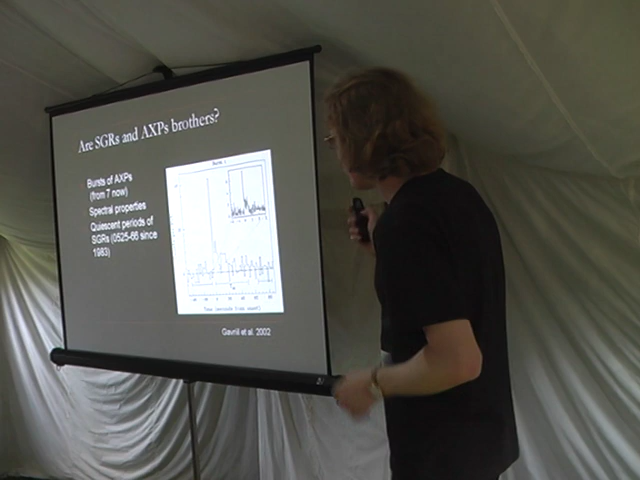 Are SGRs and AXPs brothers?
Bursts of AXPs
(from 7 now)
Spectral properties
Quiescent periods of
SGRs (0525-66 since
1983)
Gavriil et al. 2002